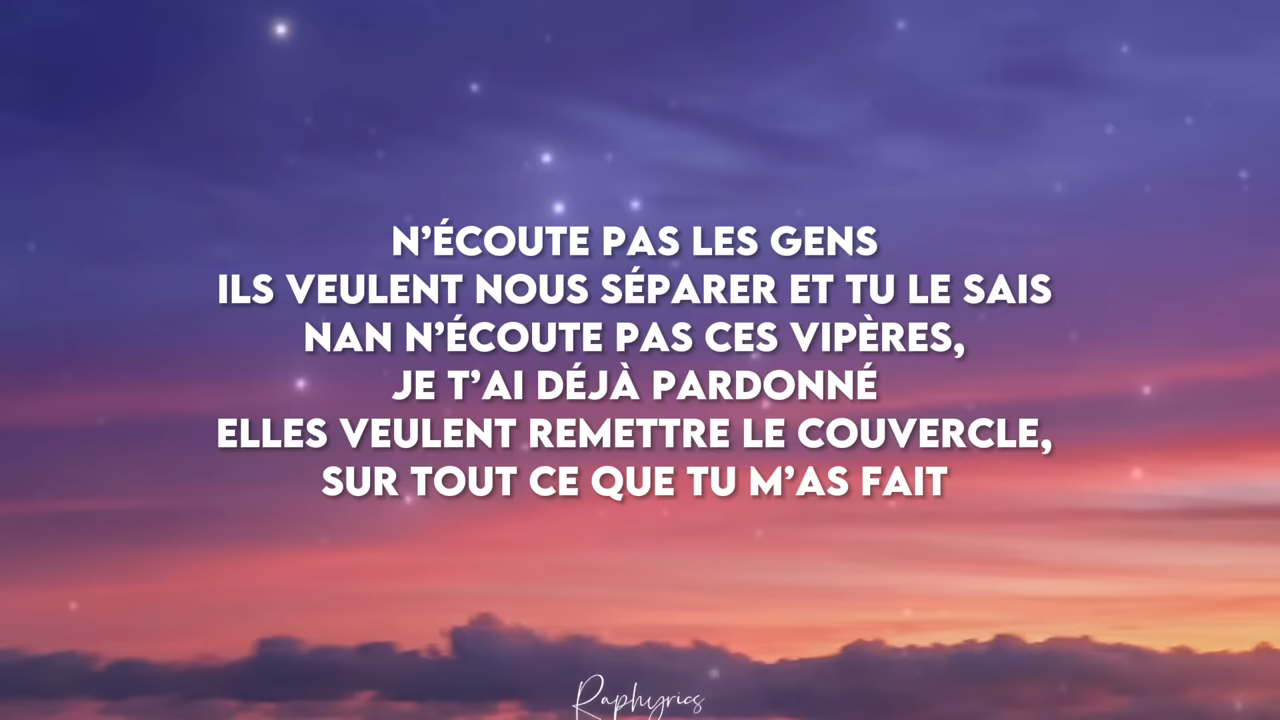 N’ÉCOUTE PAS LES GENS
ILS VEULENT NOUS SÉPARER ET TU LE SAIS
NAN N’ÉCOUTE PAS CES VIPÈRES,
JE T’AI DÉJÀ PARDONNÉ
ELLES VEULENT REMETTRE LE COUVERCLE,
SUR TOUT CE QUE TU M’AS FAIT
Raphyrics